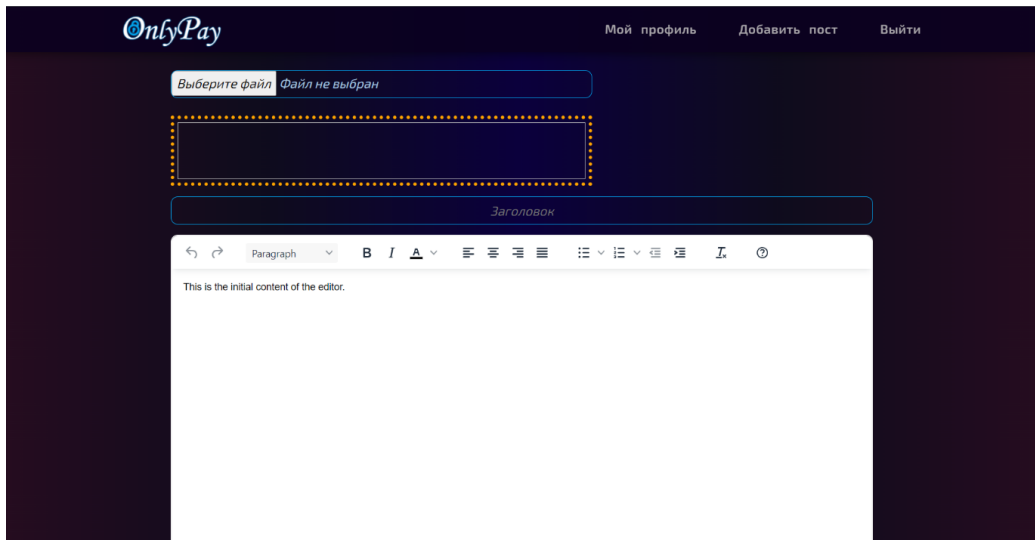 OnlyPay
Мой профиль Добавить пост Выйти
Выберите файл Файл не выбран
Заголовок
Paragraph B I A
This is the initial content of the editor.